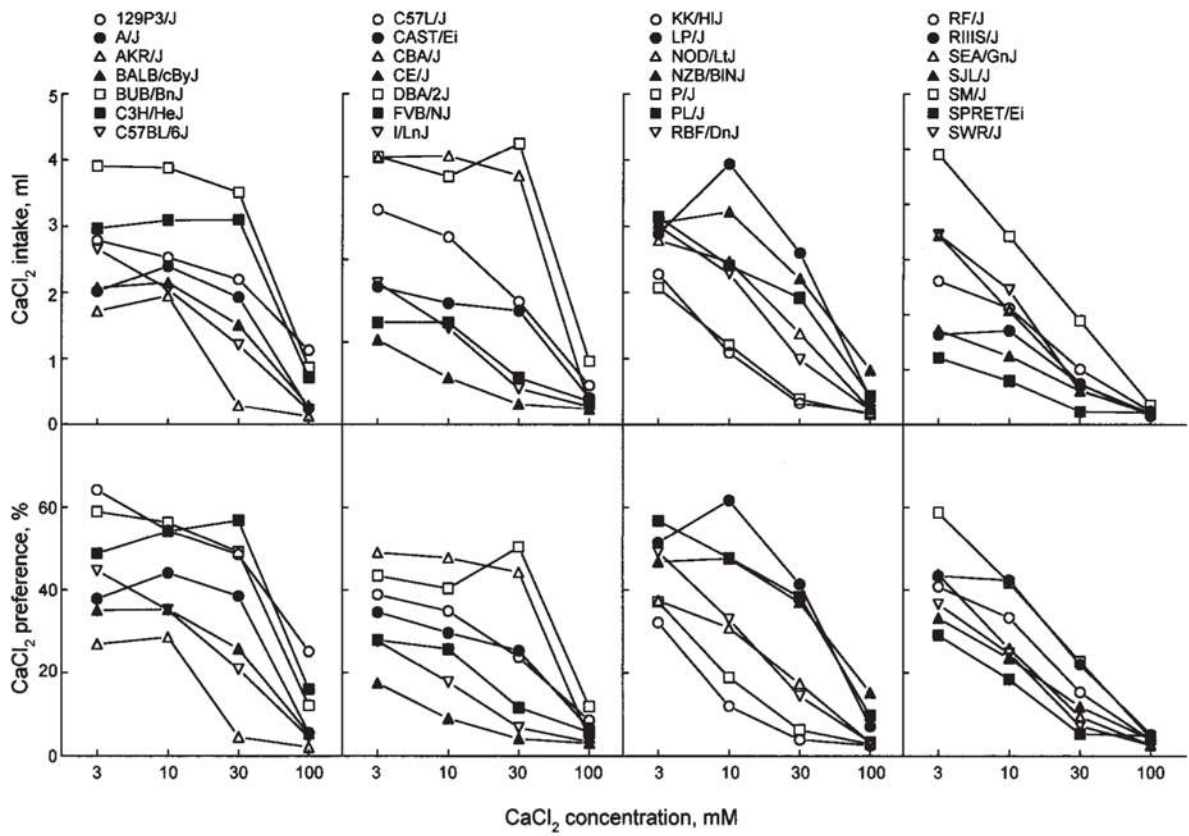 129P3/J
A/J
AKR/J
BALB/cByJ
BUB/BnJ
C3H/HeJ
C57BL/6J
C57L/J
CAST/Ei
CBA/J
CE/J
DBA/2J
FVB/NJ
I/LnJ
KK/HlJ
LP/J
NOD/LtJ
NZB/BlNJ
P/J
PL/J
RBF/DnJ
RF/J
RIIIS/J
SEA/GnJ
SJL/J
SM/J
SPRET/Ei
SWR/J
CaCl₂ intake, ml
5
4
3
2
1
0
CaCl₂ preference, %
60
40
20
0
3 10 30 100 3 10 30 100 3 10 30 100 3 10 30 100
CaCl₂ concentration, mM